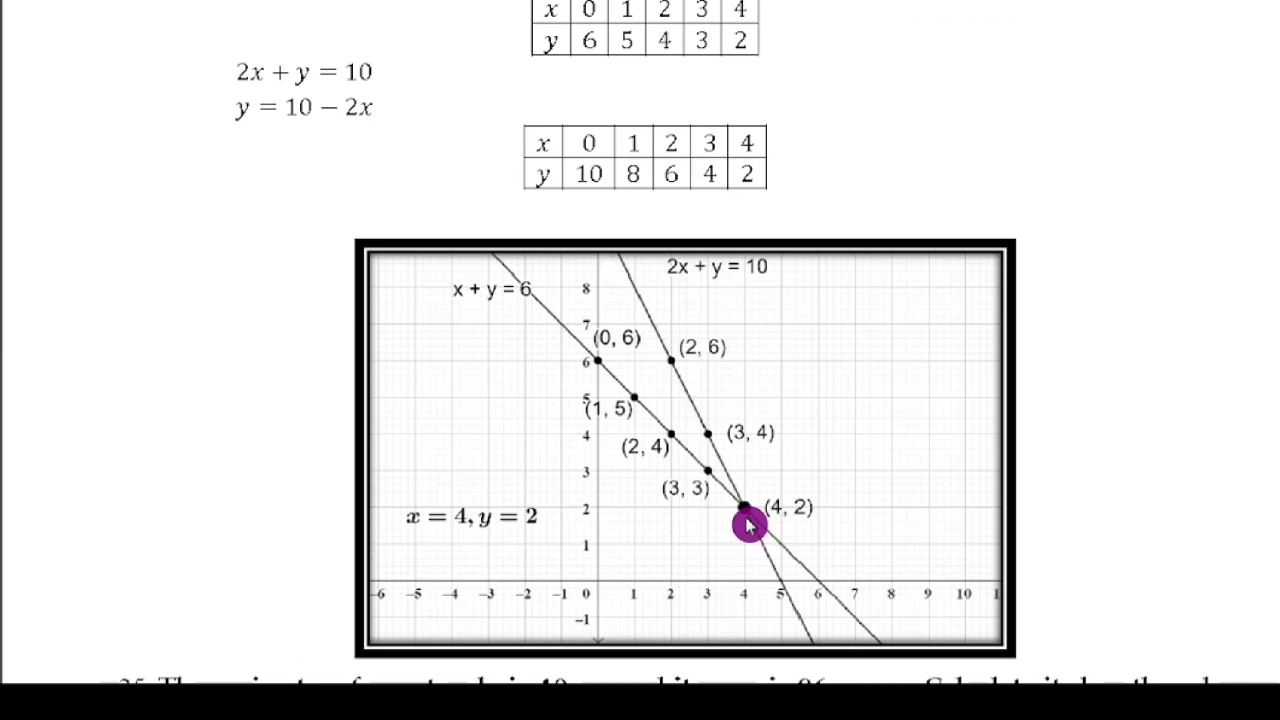 x 0 1 2 3 4
y 6 5 4 3 2
2x + y = 10
y = 10 − 2x
x 0 1 2 3 4
y 10 8 6 4 2
2x + y = 10
x + y = 6
8
7
(0, 6)
6
(2, 6)
5
(1, 5)
4
(2, 4)
(3, 4)
3
(3, 3)
2
(4, 2)
x = 4, y = 2
1
−6 −5 −4 −3 −2 −1 0 1 2 3 4 5 6 7 8 9 10 1
−1